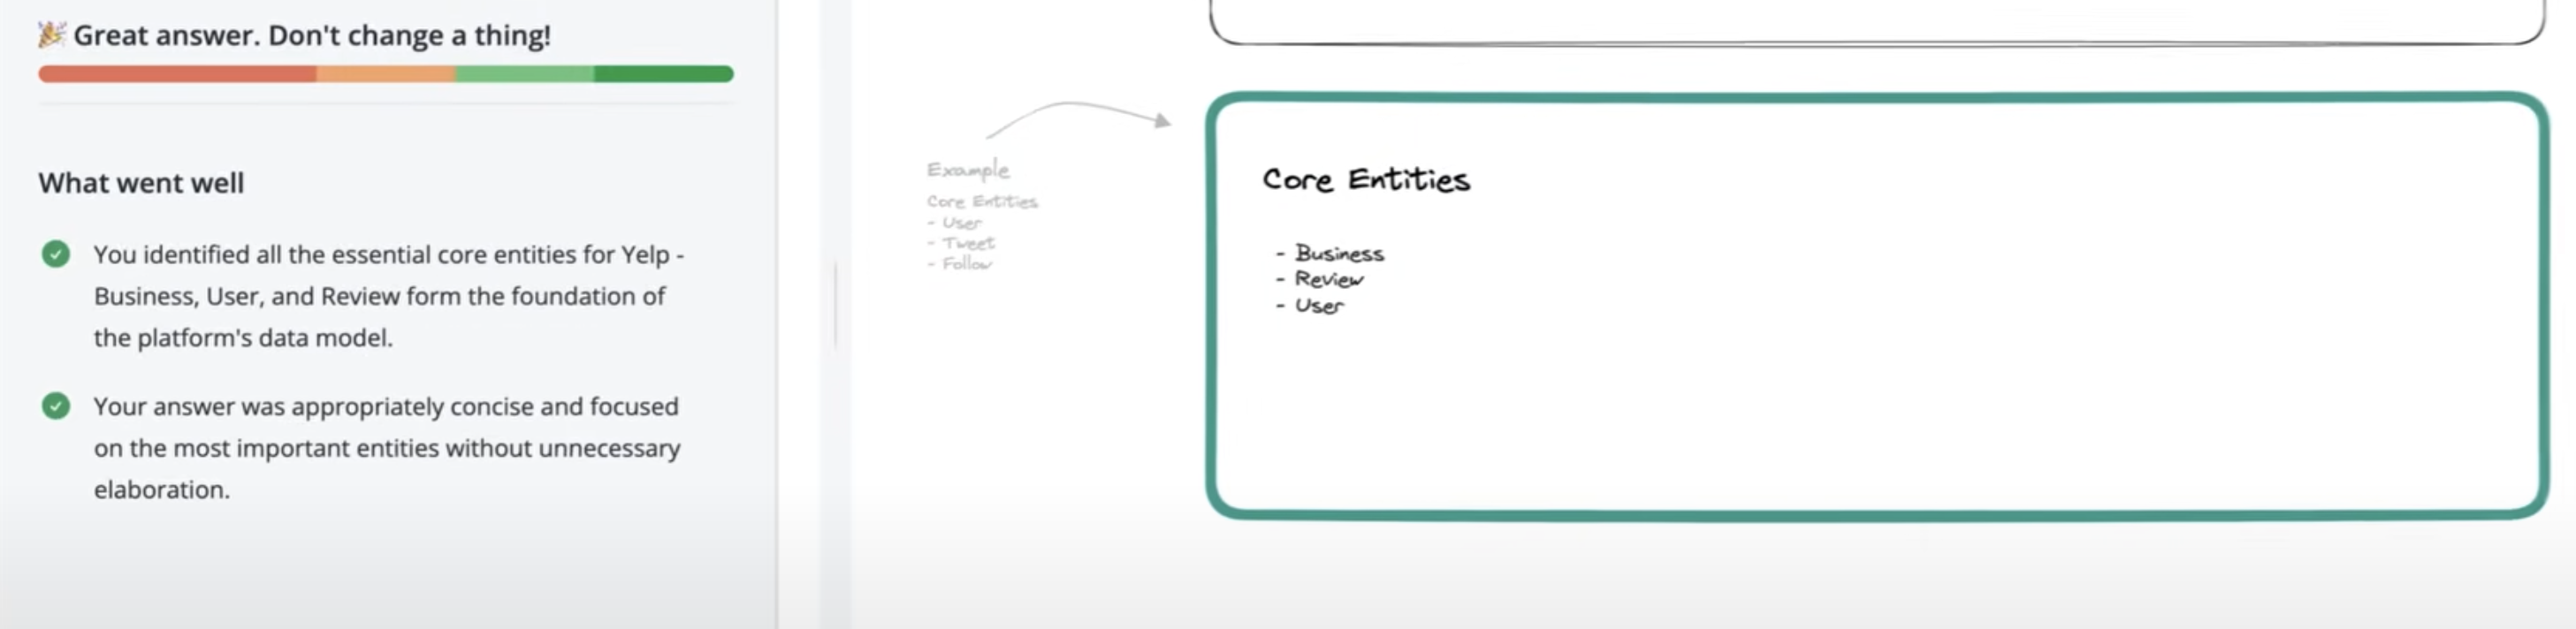 🎉 Great answer. Don't change a thing!
What went well
You identified all the essential core entities for Yelp -
Business, User, and Review form the foundation of
the platform's data model.
Your answer was appropriately concise and focused
on the most important entities without unnecessary
elaboration.
Example
Core Entities
- User
- Tweet
- Follow
Core Entities
- Business
- Review
- User